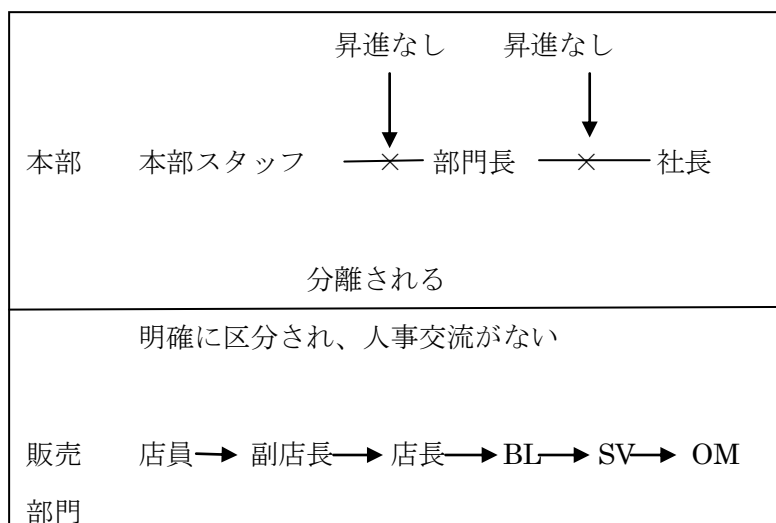 昇進なし 昇進なし
本部 本部スタッフ × 部門長 × 社長
分離される
明確に区分され、人事交流がない
販売 店員 副店長 店長 BL SV OM
部門